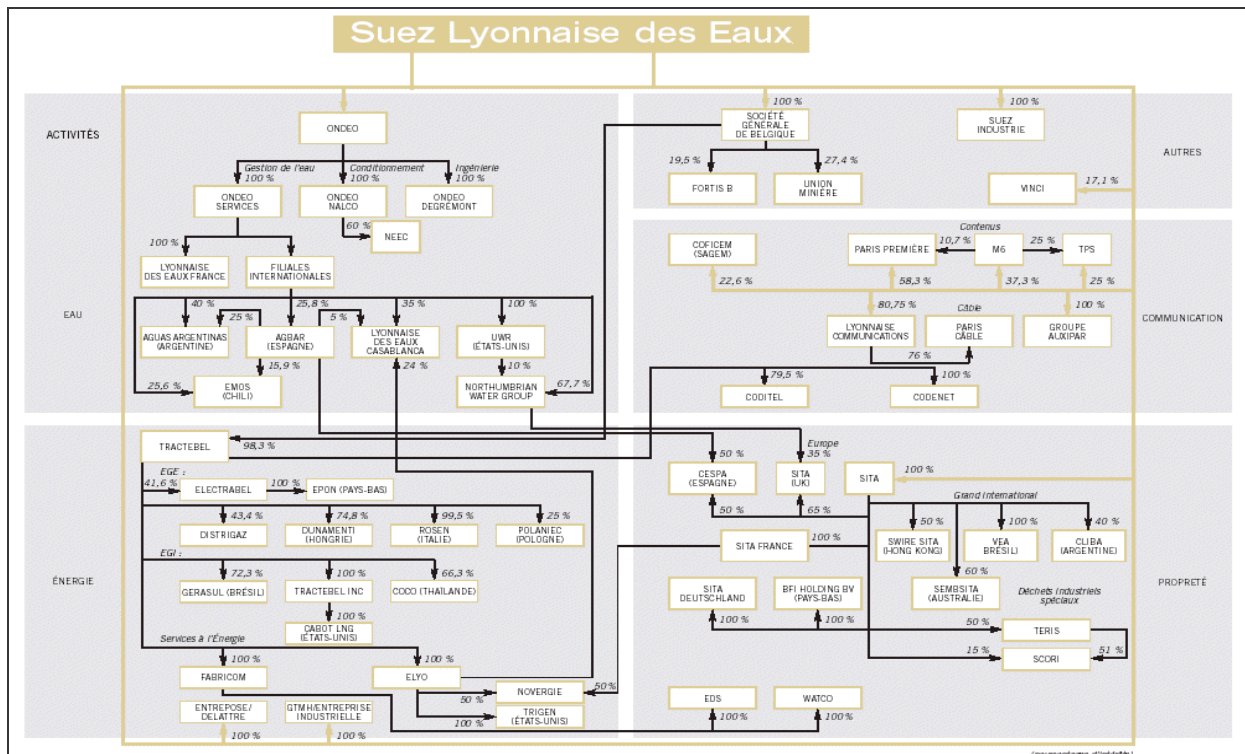 Suez Lyonnaise des Eaux
ACTIVITÉS
ONDEO
Gestion de l'eau
100 %
Conditionnement
100 %
Ingénierie
100 %
ONDEO
SERVICES
ONDEO
NALCO
ONDEO
DEGRÉMONT
60 %
NEEC
100 %
LYONNAISE
DES EAUX FRANCE
FILIALES
INTERNATIONALES
EAU
40 %
25,8 %
35 %
100 %
25 %
5 %
AGUAS ARGENTINAS
(ARGENTINE)
AGBAR
(ESPAGNE)
LYONNAISE
DES EAUX
CASABLANCA
UWR
(ÉTATS-UNIS)
15,9 %
24 %
10 %
25,6 %
EMOS
(CHILI)
NORTHUMBRIAN
WATER GROUP
67,7 %
100 %
SOCIÉTÉ
GÉNÉRALE
DE BELGIQUE
100 %
SUEZ
INDUSTRIE
AUTRES
19,5 %
27,4 %
FORTIS B
UNION
MINIÈRE
VINCI
17,1 %
COFICEM
(SAGEM)
Contenus
PARIS PREMIÈRE
10,7 %
M6
25 %
TPS
22,6 %
58,3 %
37,3 %
25 %
80,75 %
Câble
100 %
COMMUNICATION
LYONNAISE
COMMUNICATIONS
PARIS
CÂBLE
GROUPE
AUXIPAR
76 %
79,5 %
100 %
CODITEL
CODENET
TRACTEBEL
98,3 %
EGE :
41,6 %
ELECTRABEL
100 %
EPON (PAYS-BAS)
43,4 %
74,8 %
99,5 %
25 %
DISTRIGAZ
DUNAMENTI
(HONGRIE)
ROSEN
(ITALIE)
POLANIEC
(POLOGNE)
EGI :
ÉNERGIE
72,3 %
100 %
66,3 %
GERASUL (BRÉSIL)
TRACTEBEL INC
COCO (THAÏLANDE)
100 %
CABOT LNG
(ÉTATS-UNIS)
Services à l'Énergie
100 %
100 %
FABRICOM
ELYO
50 %
NOVERGIE
50 %
100 %
TRIGEN
(ÉTATS-UNIS)
ENTREPOSE/
DELATTRE
GTMH/ENTREPRISE
INDUSTRIELLE
100 %
100 %
Europe
50 %
35 %
CESPA
(ESPAGNE)
SITA
(UK)
SITA
100 %
50 %
65 %
Grand international
SITA FRANCE
100 %
50 %
100 %
40 %
SWIRE SITA
(HONG KONG)
VEA
BRÉSIL
CLIBA
(ARGENTINE)
60 %
SEMBSITA
(AUSTRALIE)
PROPRETÉ
SITA
DEUTSCHLAND
BFI HOLDING BV
(PAYS-BAS)
Déchets industriels
spéciaux
100 %
100 %
50 %
TERIS
15 %
SCORI
51 %
EDS
WATCO
100 %
100 %